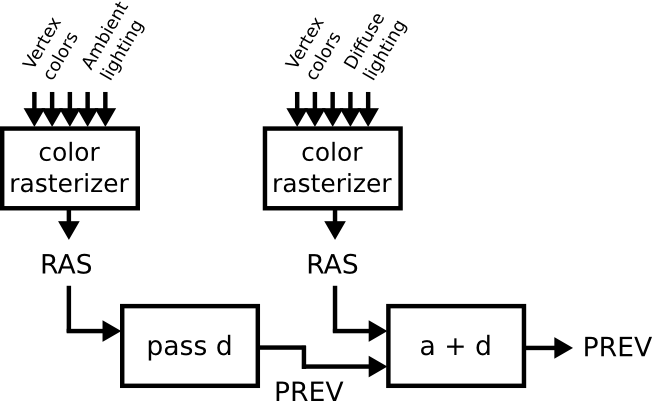 Vertex
colors
Ambient
lighting
Vertex
colors
Diffuse
lighting
color
rasterizer
color
rasterizer
RAS
RAS
pass d
a + d
PREV
PREV